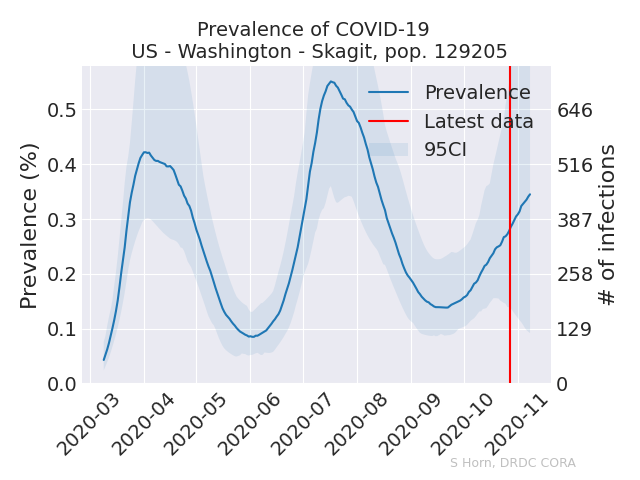 Prevalence of COVID-19
US - Washington - Skagit, pop. 129205
Prevalence
Latest data
95CI
Prevalence (%)
0.5
0.4
0.3
0.2
0.1
0.0
646
516
387
258
129
0
# of infections
2020-03
2020-04
2020-05
2020-06
2020-07
2020-08
2020-09
2020-10
2020-11
S Horn, DRDC CORA